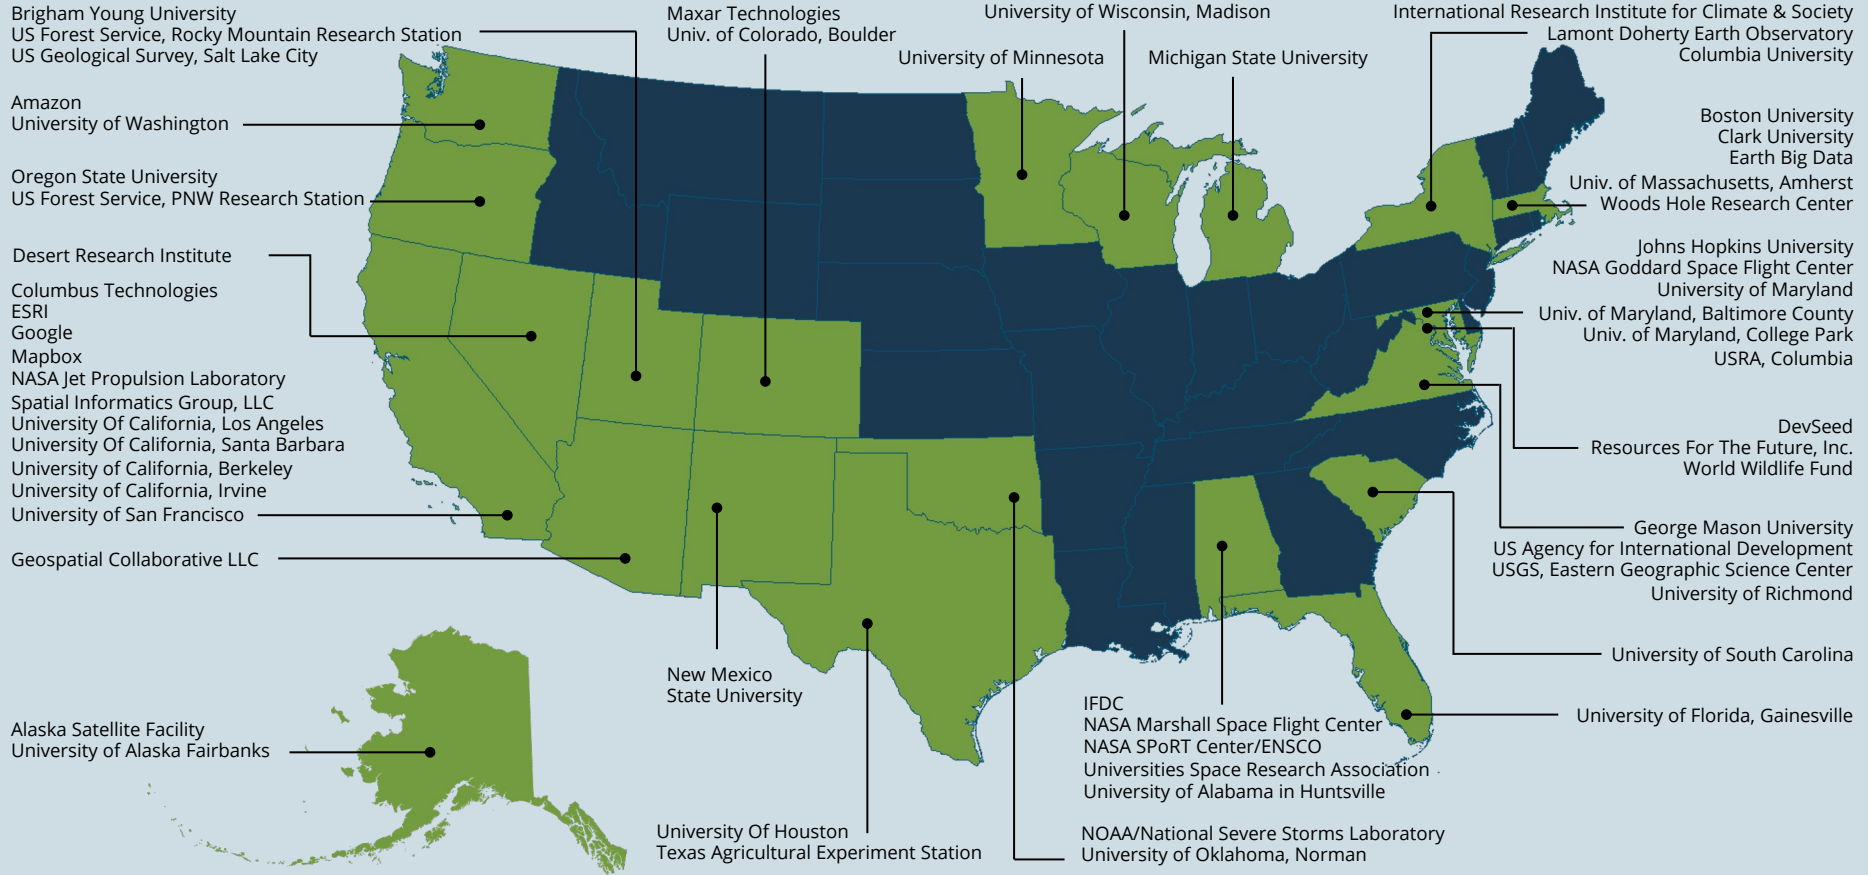 Brigham Young University
US Forest Service, Rocky Mountain Research Station
US Geological Survey, Salt Lake City
Maxar Technologies
Univ. of Colorado, Boulder
University of Wisconsin, Madison
University of Minnesota
Michigan State University
International Research Institute for Climate & Society
Lamont Doherty Earth Observatory
Columbia University
Amazon
University of Washington
Oregon State University
US Forest Service, PNW Research Station
Desert Research Institute
Columbus Technologies
ESRI
Google
Mapbox
NASA Jet Propulsion Laboratory
Spatial Informatics Group, LLC
University Of California, Los Angeles
University Of California, Santa Barbara
University of California, Berkeley
University of California, Irvine
University of San Francisco
Geospatial Collaborative LLC
Alaska Satellite Facility
University of Alaska Fairbanks
New Mexico
State University
University Of Houston
Texas Agricultural Experiment Station
IFDC
NASA Marshall Space Flight Center
NASA SPoRT Center/ENSCO
Universities Space Research Association
University of Alabama in Huntsville
NOAA/National Severe Storms Laboratory
University of Oklahoma, Norman
Boston University
Clark University
Earth Big Data
Univ. of Massachusetts, Amherst
Woods Hole Research Center
Johns Hopkins University
NASA Goddard Space Flight Center
University of Maryland
Univ. of Maryland, Baltimore County
Univ. of Maryland, College Park
USRA, Columbia
DevSeed
Resources For The Future, Inc.
World Wildlife Fund
George Mason University
US Agency for International Development
USGS, Eastern Geographic Science Center
University of Richmond
University of South Carolina
University of Florida, Gainesville